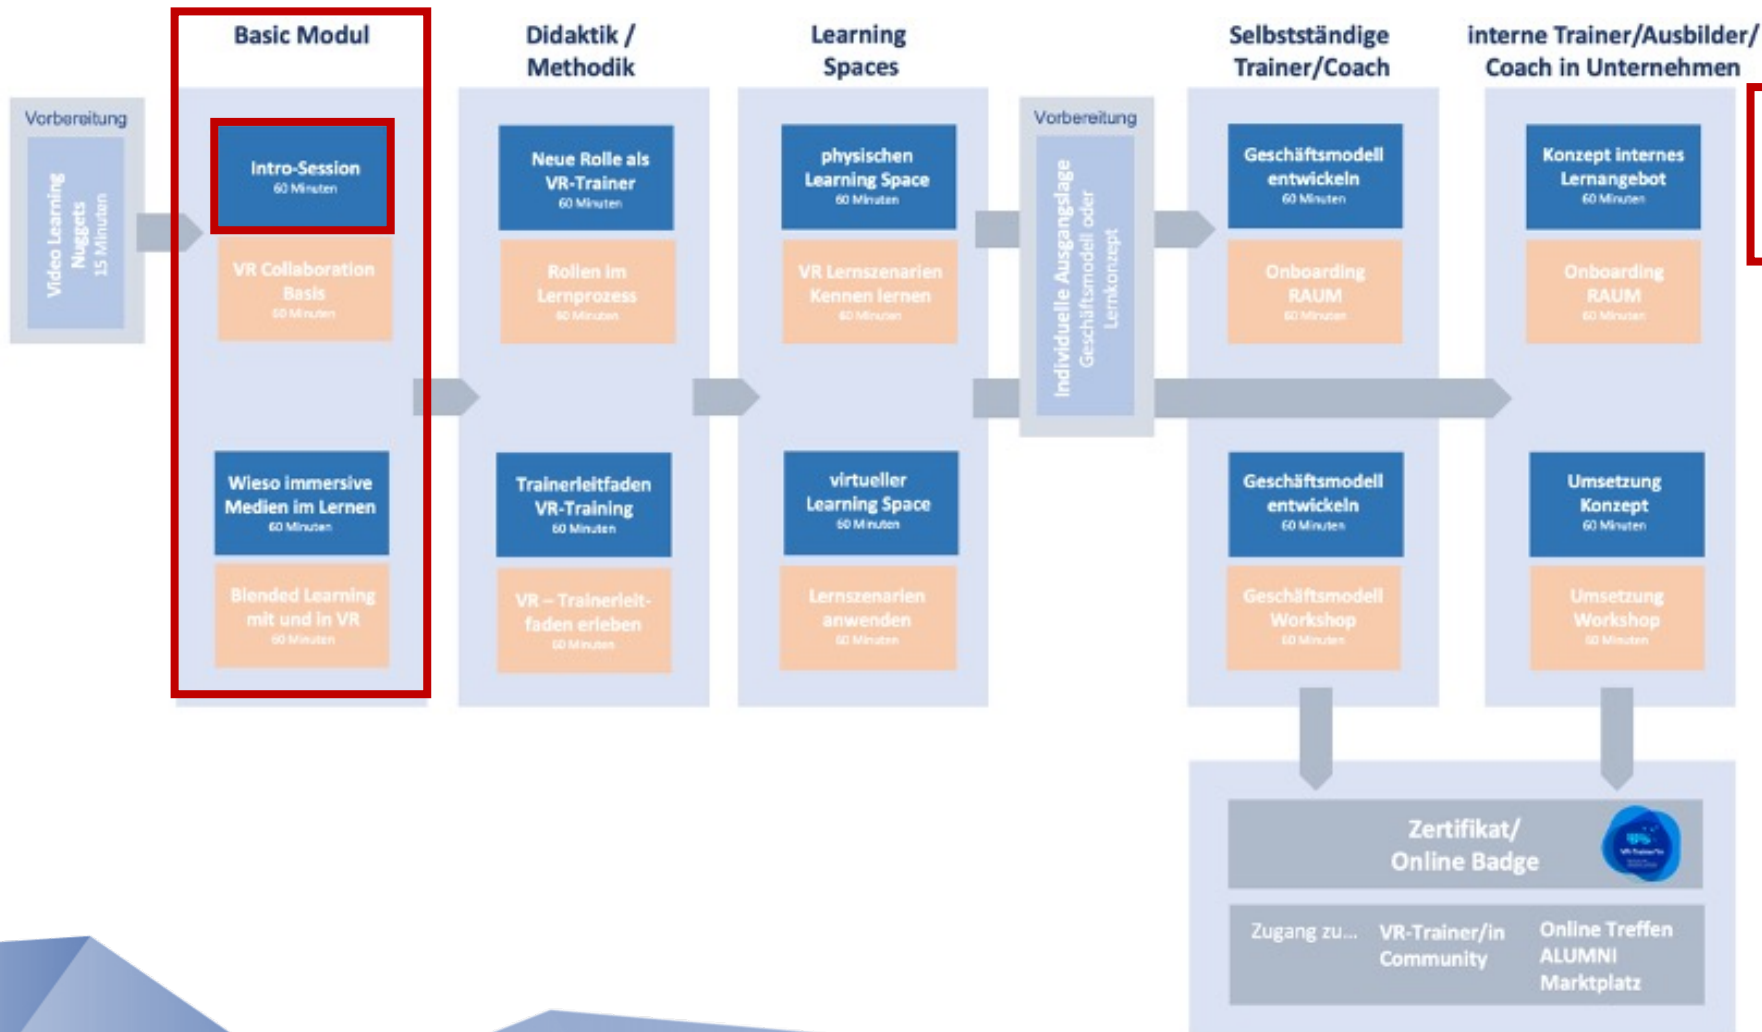 Basic Modul
Didaktik /
Methodik
Learning
Spaces
Selbstständige
Trainer/Coach
interne Trainer/Ausbilder/
Coach in Unternehmen
Vorbereitung
Video Learning
Nuggets
15 Minuten
Intro-Session
60 Minuten
VR Collaboration
Basis
60 Minuten
Wieso immersive
Medien im Lernen
60 Minuten
Blended Learning
mit und in VR
60 Minuten
Neue Rolle als
VR-Trainer
60 Minuten
Rollen im
Lernprozess
60 Minuten
Trainerleitfaden
VR-Training
60 Minuten
VR – Trainerleit-
faden erleben
60 Minuten
physischen
Learning Space
60 Minuten
VR Lernszenarien
Kennen lernen
60 Minuten
virtueller
Learning Space
60 Minuten
Lernszenarien
anwenden
60 Minuten
Vorbereitung
Individuelle Ausgangslage
Geschäftsmodell oder
Lernkonzept
Geschäftsmodell
entwickeln
60 Minuten
Onboarding
RAUM
60 Minuten
Geschäftsmodell
entwickeln
60 Minuten
Geschäftsmodell
Workshop
60 Minuten
Konzept internes
Lernangebot
60 Minuten
Onboarding
RAUM
60 Minuten
Umsetzung
Konzept
60 Minuten
Umsetzung
Workshop
60 Minuten
Zertifikat/
Online Badge
VR-Trainer/in
Zugang zu...
VR-Trainer/in
Community
Online Treffen
ALUMNI
Marktplatz